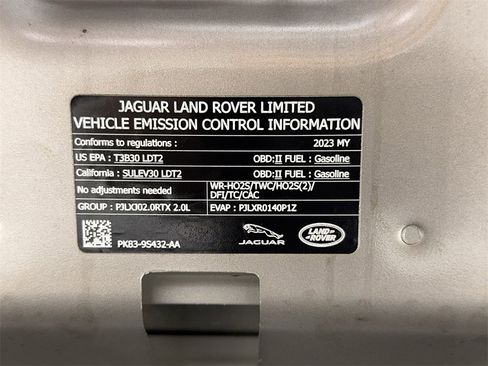 JAGUAR LAND ROVER LIMITED
VEHICLE EMISSION CONTROL INFORMATION
Conforms to regulations: 2023 MY
US EPA : T3B30 LDT2 OBD:II FUEL : Gasoline
California : SULEV30 LDT2 OBD:II FUEL : Gasoline
No adjustments needed WR-HO2S/TWC/HO2S(2)/
DFI/TC/CAC
GROUP : PJLXJ02.0RTX 2.0L EVAP : PJLXR0140P1Z
PK83-9S432-AA
JAGUAR
LAND
ROVER